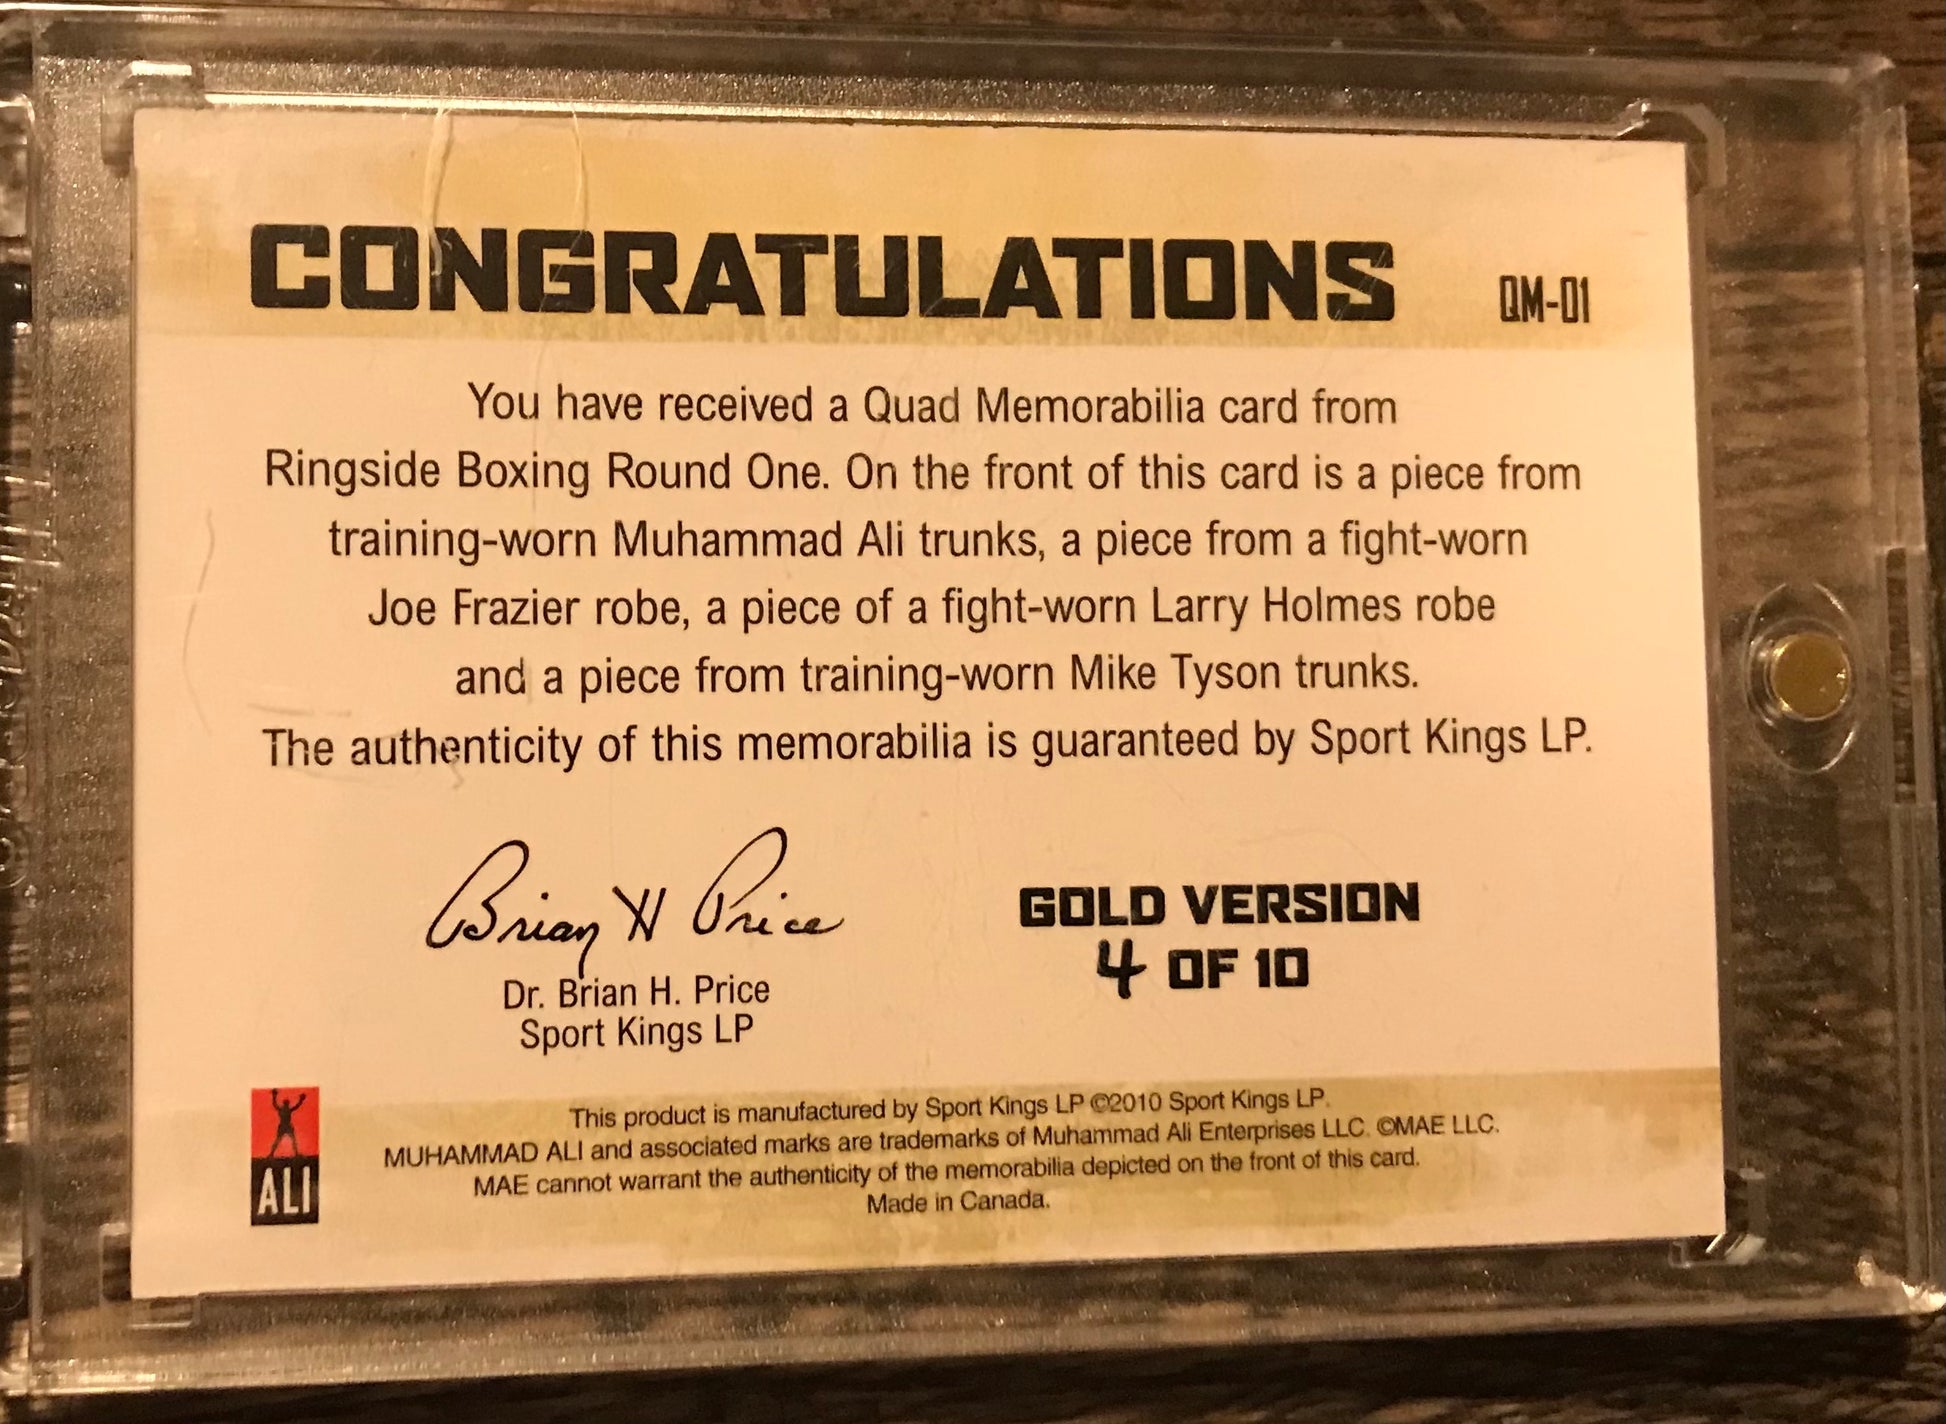 CONGRATULATIONS
QM-01
You have received a Quad Memorabilia card from
Ringside Boxing Round One. On the front of this card is a piece from
training-worn Muhammad Ali trunks, a piece from a fight-worn
Joe Frazier robe, a piece of a fight-worn Larry Holmes robe
and a piece from training-worn Mike Tyson trunks.
The authenticity of this memorabilia is guaranteed by Sport Kings LP.
Brian H Price
Dr. Brian H. Price
Sport Kings LP
GOLD VERSION
4 OF 10
ALI
This product is manufactured by Sport Kings LP ©2010 Sport Kings LP.
MUHAMMAD ALI and associated marks are trademarks of Muhammad Ali Enterprises LLC. ©MAE LLC.
MAE cannot warrant the authenticity of the memorabilia depicted on the front of this card.
Made in Canada.